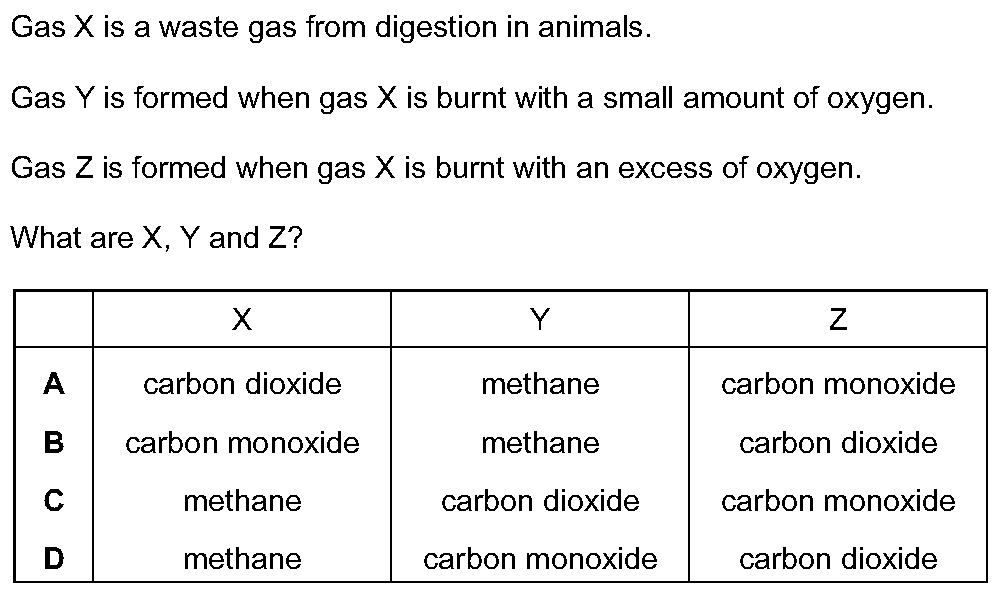 Gas X is a waste gas from digestion in animals.
Gas Y is formed when gas X is burnt with a small amount of oxygen.
Gas Z is formed when gas X is burnt with an excess of oxygen.
What are X, Y and Z?
X Y Z
A carbon dioxide methane carbon monoxide
B carbon monoxide methane carbon dioxide
C methane carbon dioxide carbon monoxide
D methane carbon monoxide carbon dioxide